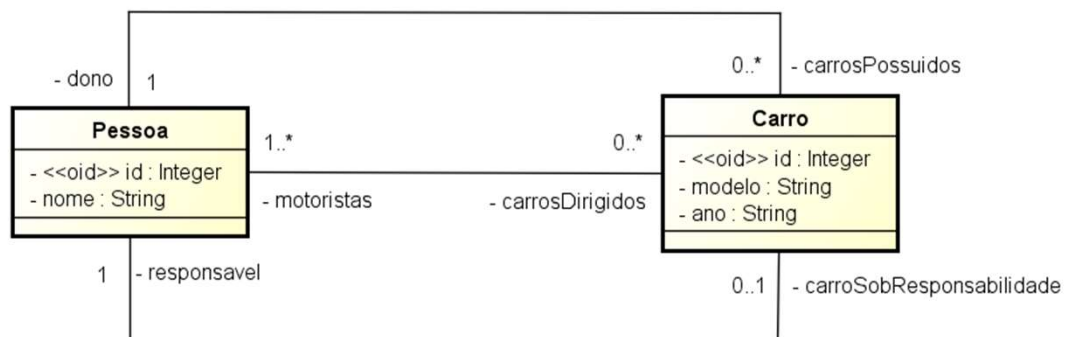 - dono
1
0..*
- carrosPossuidos
Pessoa
- <<oid>> id : Integer
- nome : String
1..*
- motoristas
0..*
- carrosDirigidos
Carro
- <<oid>> id : Integer
- modelo : String
- ano : String
1
- responsavel
0..1
- carroSobResponsabilidade